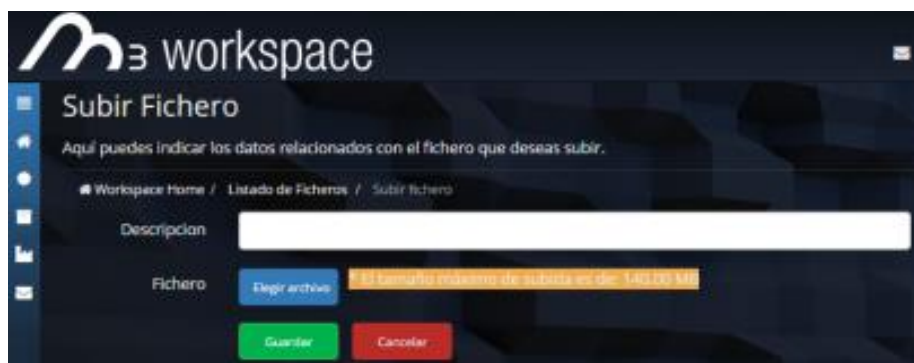 m3 workspace
Subir Fichero
Aquí puedes indicar los datos relacionados con el fichero que deseas subir.
Workspace Home / Listado de Ficheros / Subir fichero
Descripcion
Fichero Elegir archivo * El tamaño máximo de subida es de: 140.00 MB
Guardar Cancelar